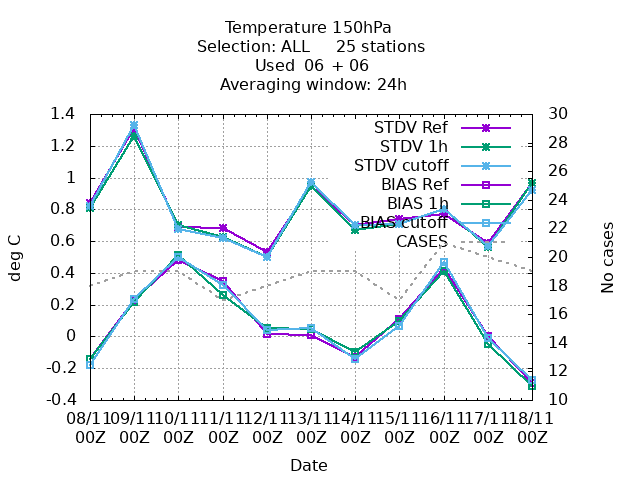 Temperature 150hPa
Selection: ALL 25 stations
Used 06 + 06
Averaging window: 24h
1.4
1.2
1
0.8
0.6
0.4
0.2
0
-0.2
-0.4
deg C
30
28
26
24
22
20
18
16
14
12
10
No cases
STDV Ref
STDV 1h
STDV cutoff
BIAS Ref
BIAS 1h
BIAS cutoff
CASES
08/11 09/11 10/11 11/11 12/11 13/11 14/11 15/11 16/11 17/11 18/11
00Z 00Z 00Z 00Z 00Z 00Z 00Z 00Z 00Z 00Z 00Z
Date